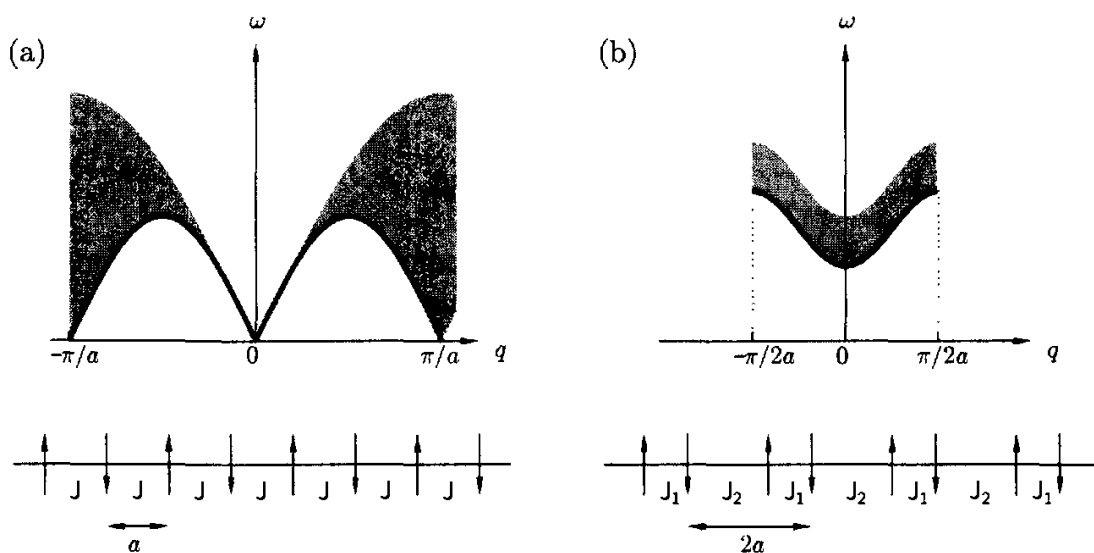 (a)
ω
–π/a
0
π/a
q
J J J J J J J
a
(b)
ω
–π/2a
0
π/2a
q
J₁ J₂ J₁ J₂ J₁ J₂ J₁
2a